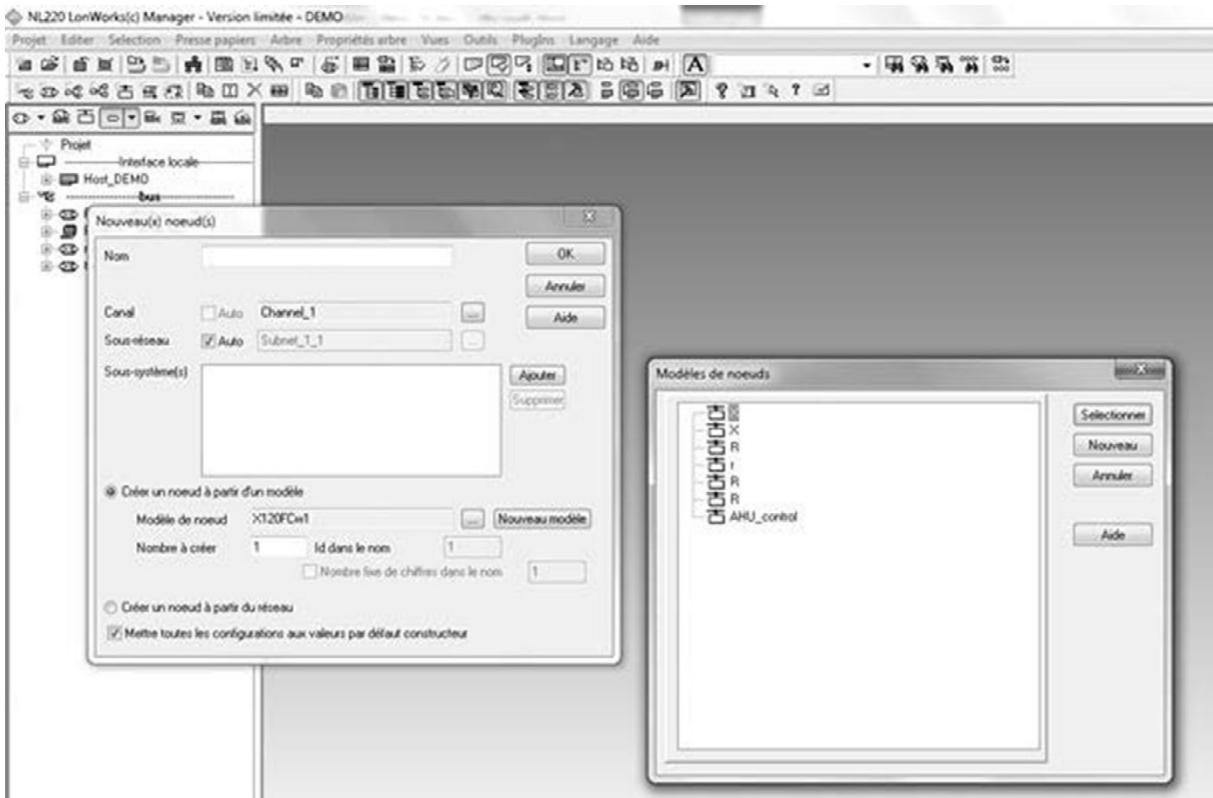 NL220 LonWorks(c) Manager - Version limitée - DEMO
Projet Editer Selection Presse papiers Arbre Propriétés arbre Vues Outils Plugins Langage Aide
Projet
Interface locale
Host_DEMO
bus
Nouveau(x) noeud(s)
Nom
OK
Annuler
Canal Auto Channel_1
Aide
Sous-réseau Auto Subnet_1_1
Sous-système(s)
Ajouter
Supprimer
Créer un noeud à partir d'un modèle
Modèle de noeud X120FCw1 ... Nouveau modèle
Nombre à créer 1 Id dans le nom 1
Nombre fixe de chiffres dans le nom 1
Créer un noeud à partir du réseau
Mettre toutes les configurations aux valeurs par défaut constructeur
Modèles de noeuds
X
R
r
R
R
AHU_control
Selectionner
Nouveau
Annuler
Aide